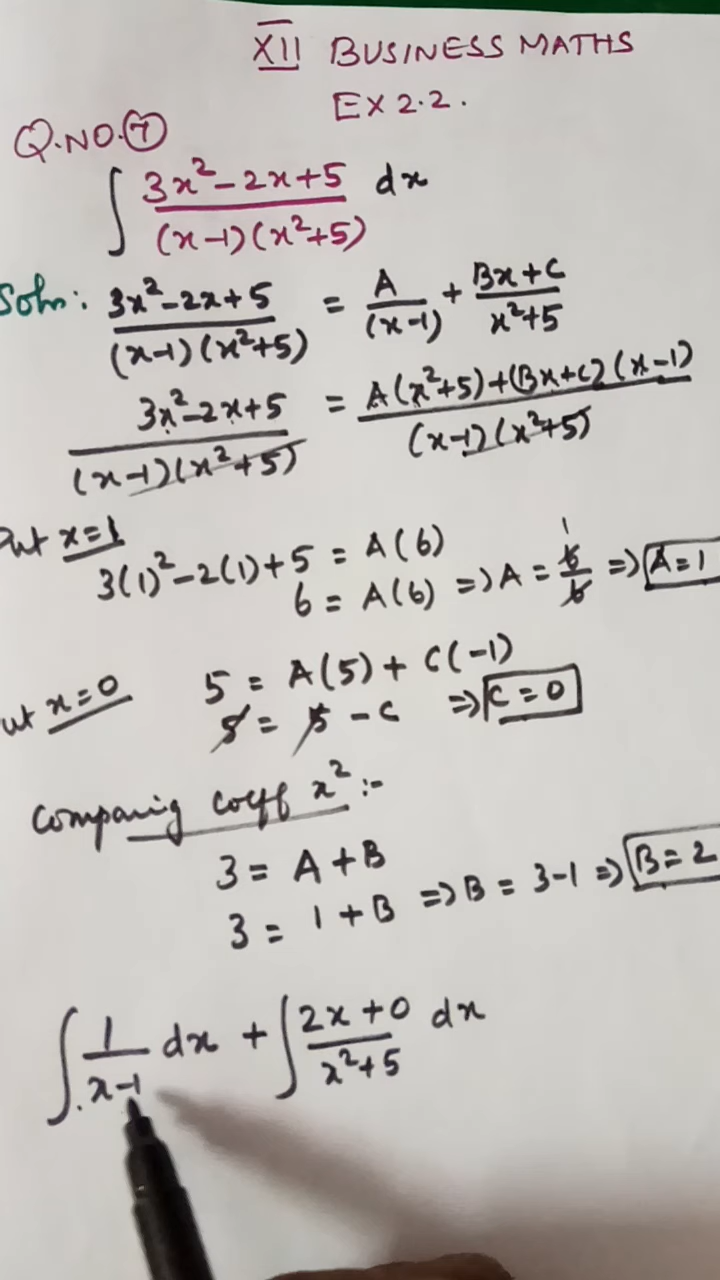 XII BUSINESS MATHS
EX 2.2.
Q.NO.⑦
∫ 3x²-2x+5 / (x-1)(x²+5) dx
Soln: 3x²-2x+5 / (x-1)(x²+5) = A / (x-1) + Bx+C / x²+5
3x²-2x+5 / (x-1)(x²+5) = A(x²+5)+(Bx+C)(x-1) / (x-1)(x²+5)
x=1
3(1)²-2(1)+5 = A(6)
6 = A(6) => A = 6/6 1 => A=1
x=0 5 = A(5) + C(-1)
5 = 5 - C => C=0
Comparing coeff x² :-
3 = A+B
3 = 1+B => B = 3-1 => B=2
∫ 1 / x-1 dx + ∫ 2x+0 / x²+5 dx